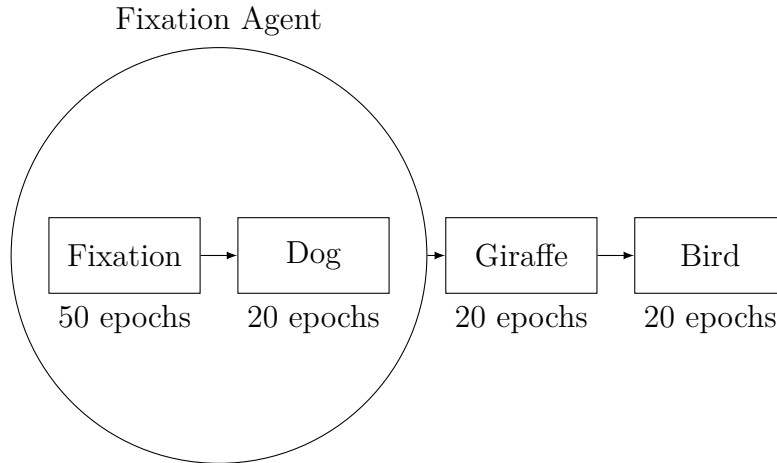 Fixation Agent
Fixation
Dog
Giraffe
Bird
50 epochs
20 epochs
20 epochs
20 epochs